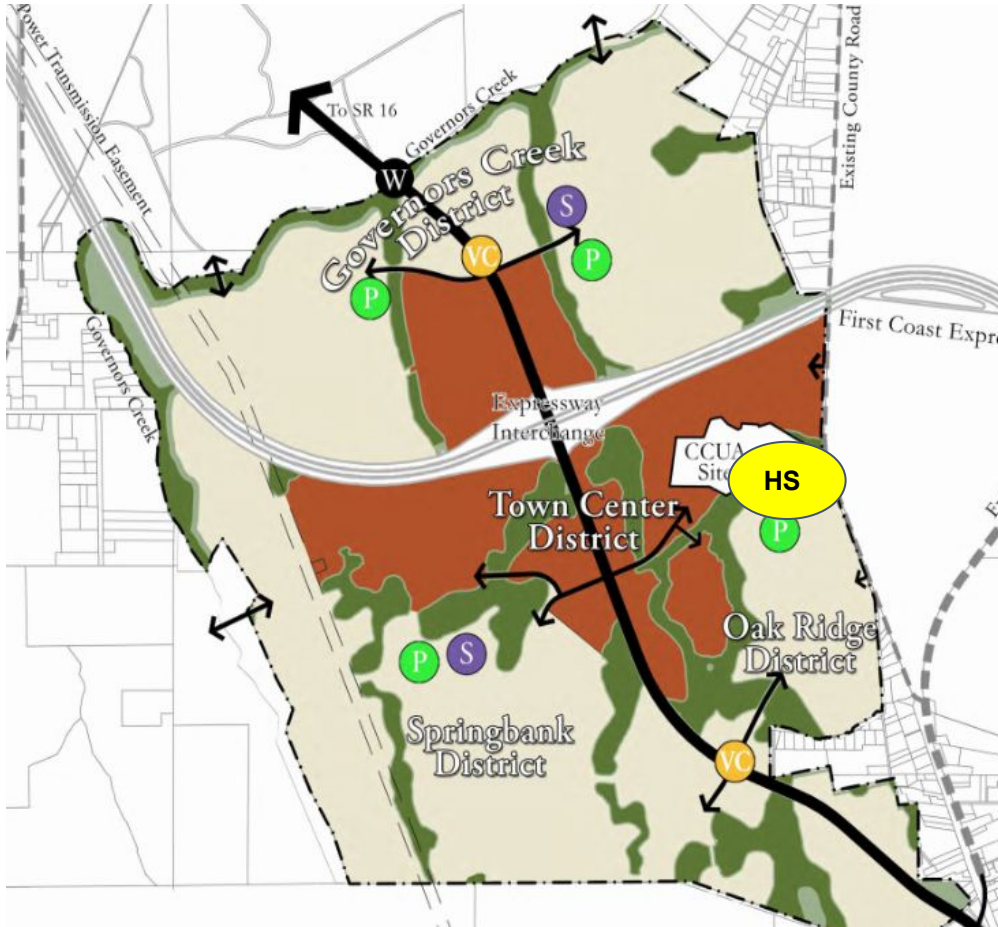 Power Transmission Easement
To SR 16
Governors Creek
W
Governors Creek
District
Existing County Road
S
VC
P
P
Governors Creek
First Coast Expre
Expressway
Interchange
CCUA
Site
HS
P
Town Center
District
Oak Ridge
District
P
S
Springbank
District
VC